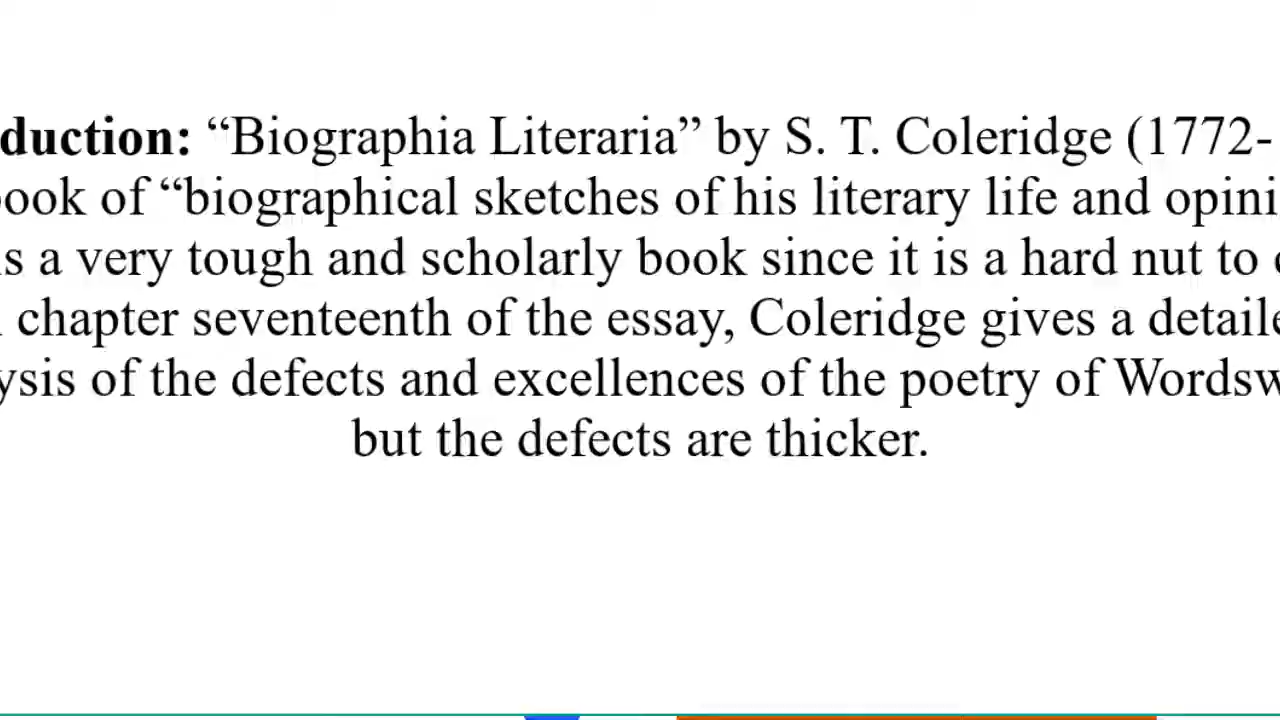 duction: “Biographia Literaria” by S. T. Coleridge (1772-
book of “biographical sketches of his literary life and opini
s a very tough and scholarly book since it is a hard nut to
chapter seventeenth of the essay, Coleridge gives a detaile
ysis of the defects and excellences of the poetry of Wordsw
but the defects are thicker.